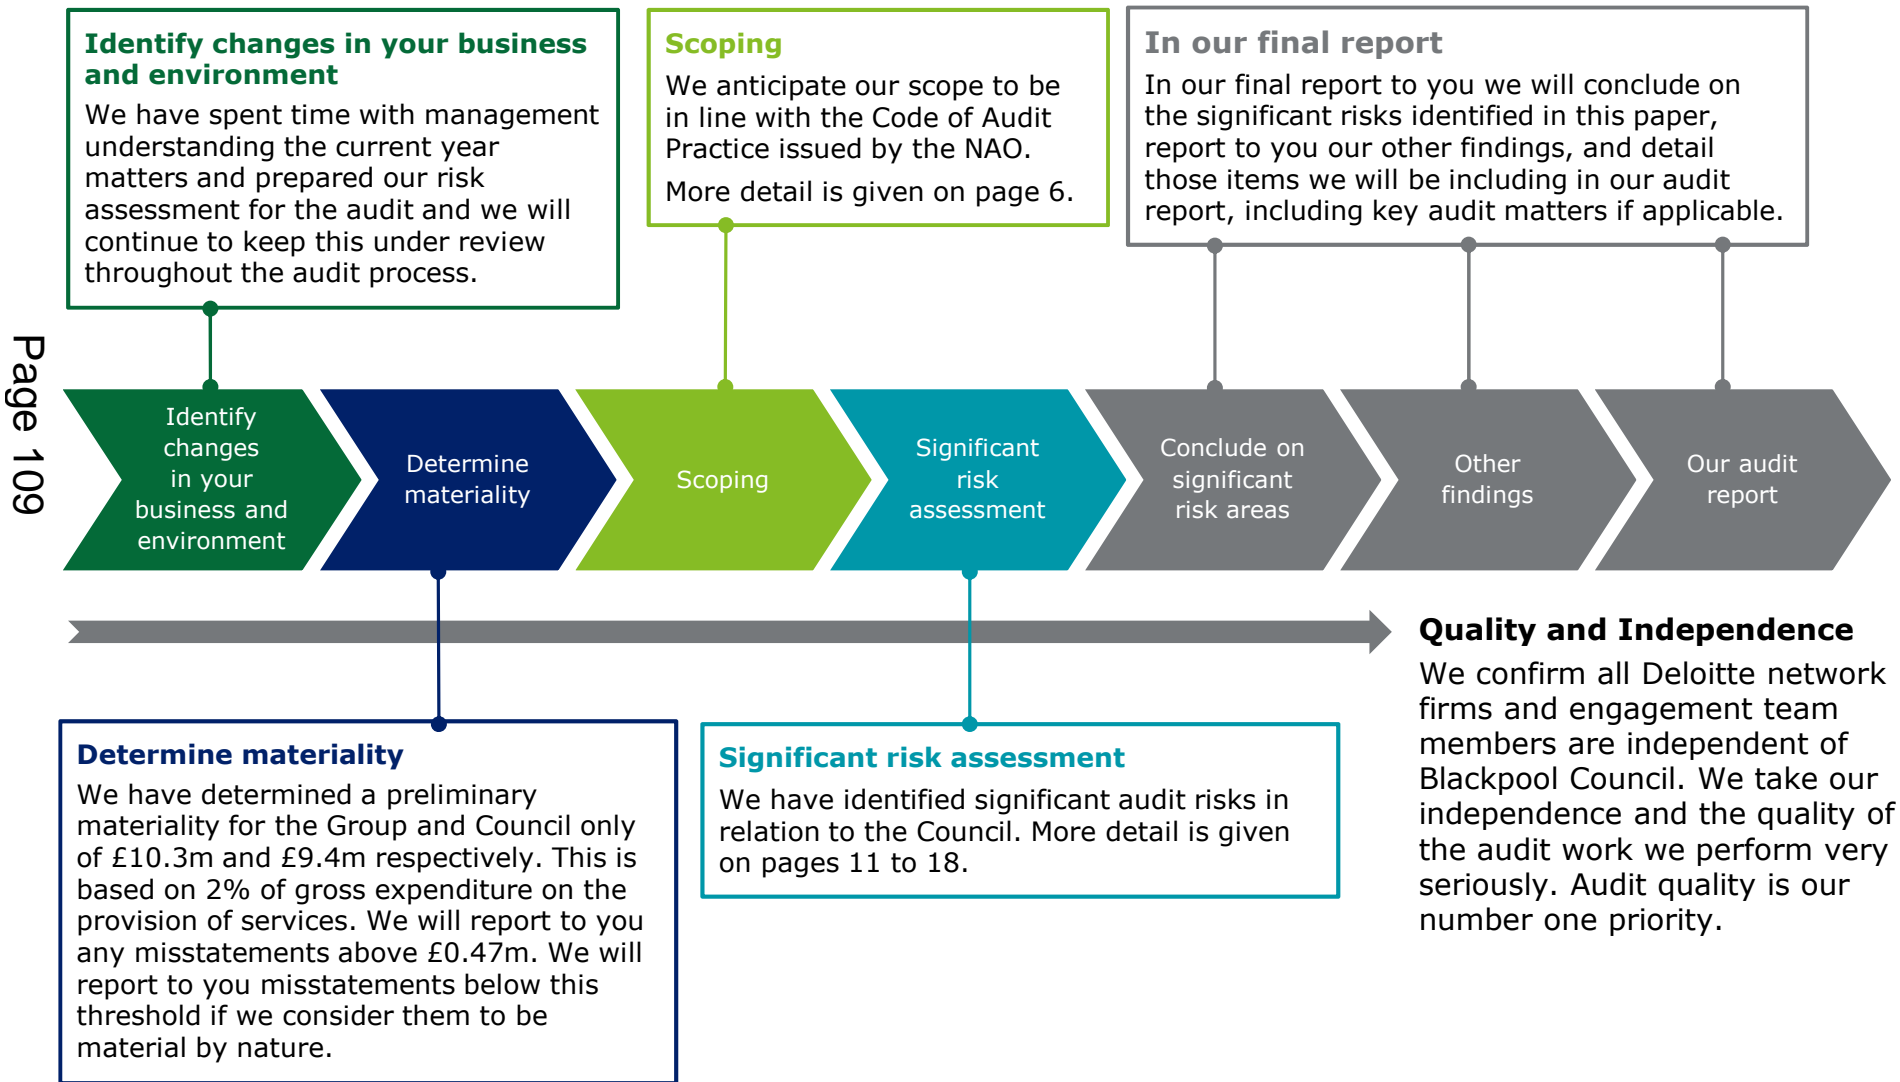 Identify changes in your business
and environment
We have spent time with management
understanding the current year
matters and prepared our risk
assessment for the audit and we will
continue to keep this under review
throughout the audit process.
Scoping
We anticipate our scope to be
in line with the Code of Audit
Practice issued by the NAO.
More detail is given on page 6.
In our final report
In our final report to you we will conclude on
the significant risks identified in this paper,
report to you our other findings, and detail
those items we will be including in our audit
report, including key audit matters if applicable.
Page 109
Identify
changes
in your
business and
environment
Determine
materiality
Scoping
Significant
risk
assessment
Conclude on
significant
risk areas
Other
findings
Our audit
report
Determine materiality
We have determined a preliminary
materiality for the Group and Council only
of £10.3m and £9.4m respectively. This is
based on 2% of gross expenditure on the
provision of services. We will report to you
any misstatements above £0.47m. We will
report to you misstatements below this
threshold if we consider them to be
material by nature.
Significant risk assessment
We have identified significant audit risks in
relation to the Council. More detail is given
on pages 11 to 18.
Quality and Independence
We confirm all Deloitte network
firms and engagement team
members are independent of
Blackpool Council. We take our
independence and the quality of
the audit work we perform very
seriously. Audit quality is our
number one priority.